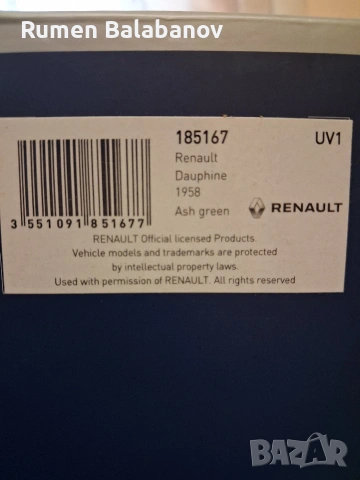 Rumen Balabanov
185167
UV1
Renault
Dauphine
1958
Ash green
RENAULT
3 551091 851677
RENAULT Official licensed Products.
Vehicle models and trademarks are protected
by intellectual property laws.
Used with permission of RENAULT. All rights reserved
BAZAR